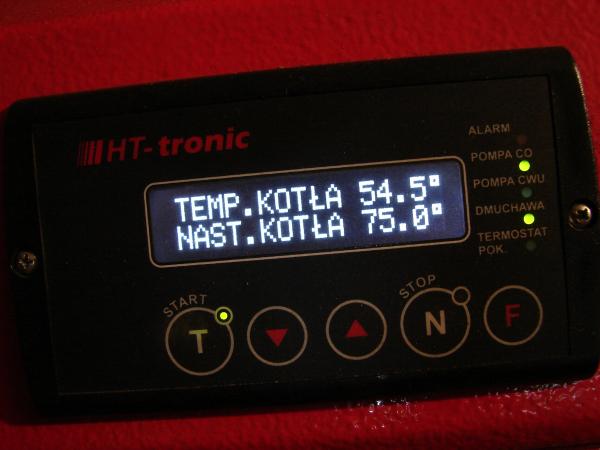 HT-tronic
TEMP.KOTŁA 54.5°
NAST.KOTŁA 75.0°
ALARM
POMPA CO
POMPA CWU
DMUCHAWA
TERMOSTAT
POK.
START
T
STOP
N
F